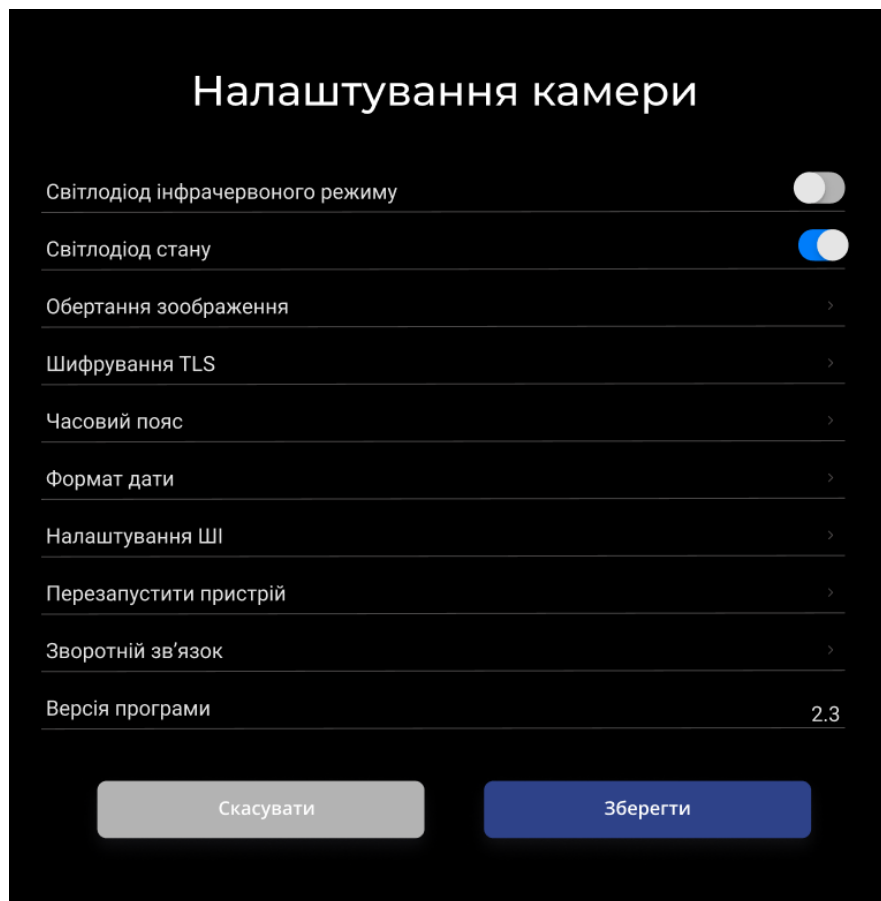 Налаштування камери
Світлодіод інфрачервоного режиму
Світлодіод стану
Обертання зоображення
Шифрування TLS
Часовий пояс
Формат дати
Налаштування ШІ
Перезапустити пристрій
Зворотній зв’язок
Версія програми 2.3
Скасувати Зберегти